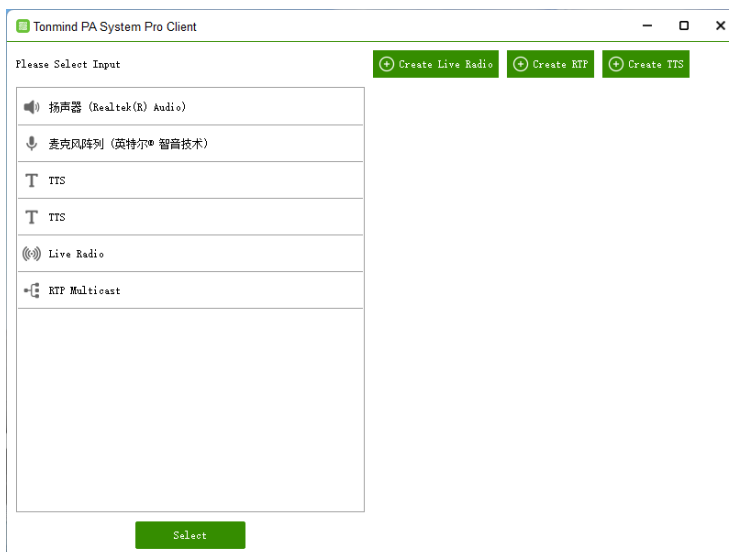 Tonmind PA System Pro Client
Please Select Input
Create Live Radio
Create RTP
Create TTS
扬声器 (Realtek(R) Audio)
麦克风阵列 (英特尔® 智音技术)
TTS
TTS
Live Radio
RTP Multicast
Select